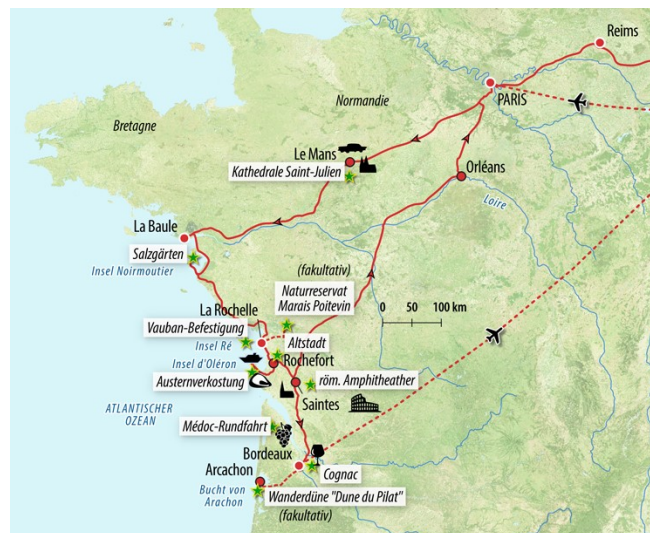 Reims
PARIS
Normandie
Bretagne
Le Mans
Kathedrale Saint-Julien
Orléans
Loire
La Baule
Salzgärten
Insel Noirmoutier
(fakultativ)
Naturreservat
Marais Poitevin
0 50 100 km
La Rochelle
Vauban-Befestigung
Insel Ré
Altstadt
Insel d'Oléron
Rochefort
Austernverkostung
röm. Amphitheather
Saintes
ATLANTISCHER
OZEAN
Médoc-Rundfahrt
Bordeaux
Cognac
Arcachon
Bucht von
Arachon
Wanderdüne "Dune du Pilat"
(fakultativ)